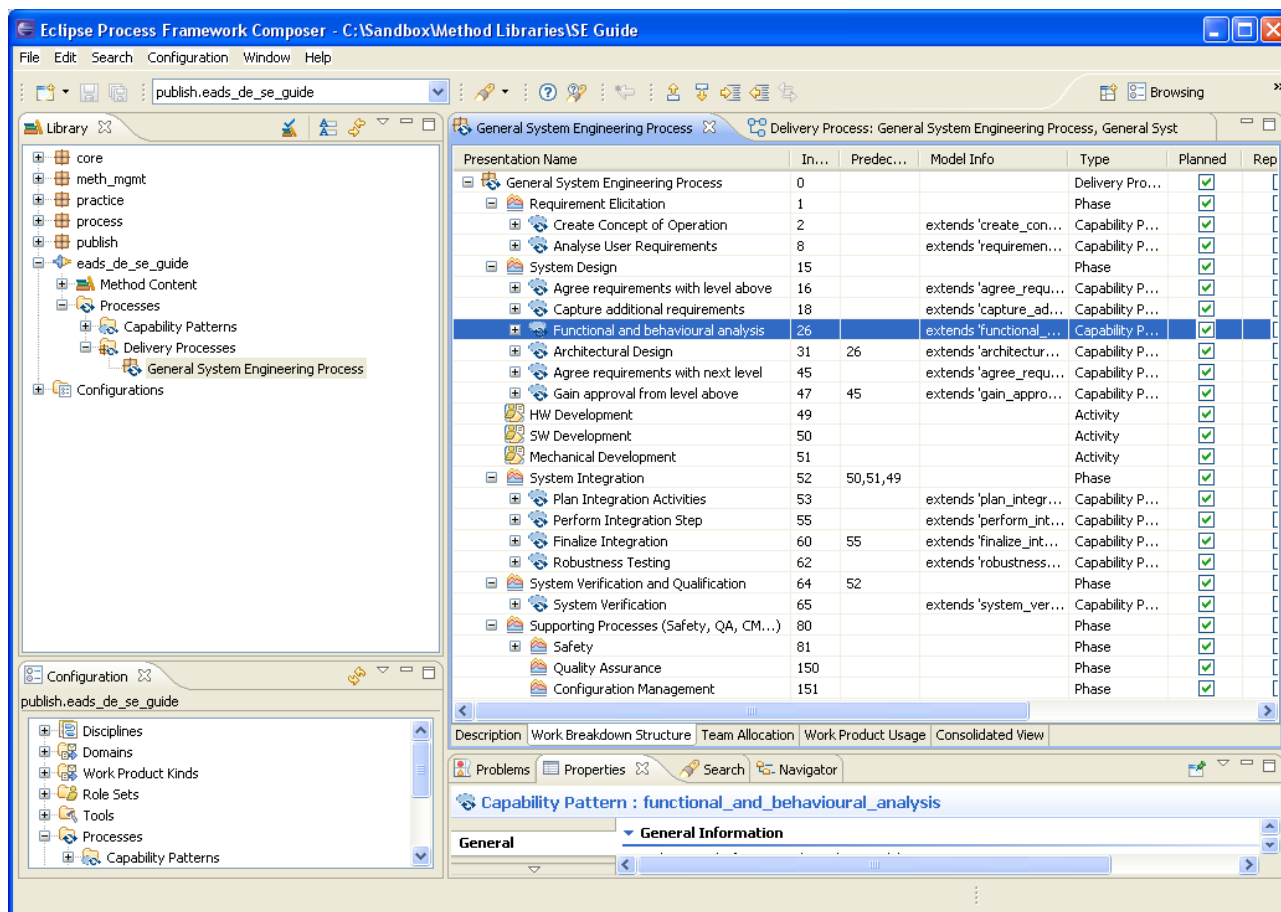 Eclipse Process Framework Composer - C:\Sandbox\Method Libraries\SE Guide
File Edit Search Configuration Window Help
publish.eads_de_se_guide
Browsing
Library
core
meth_mgmt
practice
process
publish
eads_de_se_guide
Method Content
Processes
Capability Patterns
Delivery Processes
General System Engineering Process
Configurations
Configuration
publish.eads_de_se_guide
Disciplines
Domains
Work Product Kinds
Role Sets
Tools
Processes
Capability Patterns
General System Engineering Process Delivery Process: General System Engineering Process, General Syst
Presentation Name In... Predec... Model Info Type Planned Rep
General System Engineering Process 0 Delivery Pro...
Requirement Elicitation 1 Phase
Create Concept of Operation 2 extends 'create_con... Capability P...
Analyse User Requirements 8 extends 'requiremen... Capability P...
System Design 15 Phase
Agree requirements with level above 16 extends 'agree_requ... Capability P...
Capture additional requirements 18 extends 'capture_ad... Capability P...
Functional and behavioural analysis 26 extends 'functional_... Capability P...
Architectural Design 31 26 extends 'architectur... Capability P...
Agree requirements with next level 45 extends 'agree_requ... Capability P...
Gain approval from level above 47 45 extends 'gain_appro... Capability P...
HW Development 49 Activity
SW Development 50 Activity
Mechanical Development 51 Activity
System Integration 52 50,51,49 Phase
Plan Integration Activities 53 extends 'plan_integr... Capability P...
Perform Integration Step 55 extends 'perform_int... Capability P...
Finalize Integration 60 55 extends 'finalize_int... Capability P...
Robustness Testing 62 extends 'robustness... Capability P...
System Verification and Qualification 64 52 Phase
System Verification 65 extends 'system_ver... Capability P...
Supporting Processes (Safety, QA, CM...) 80 Phase
Safety 81 Phase
Quality Assurance 150 Phase
Configuration Management 151 Phase
Description Work Breakdown Structure Team Allocation Work Product Usage Consolidated View
Problems Properties Search Navigator
Capability Pattern : functional_and_behavioural_analysis
General
General Information